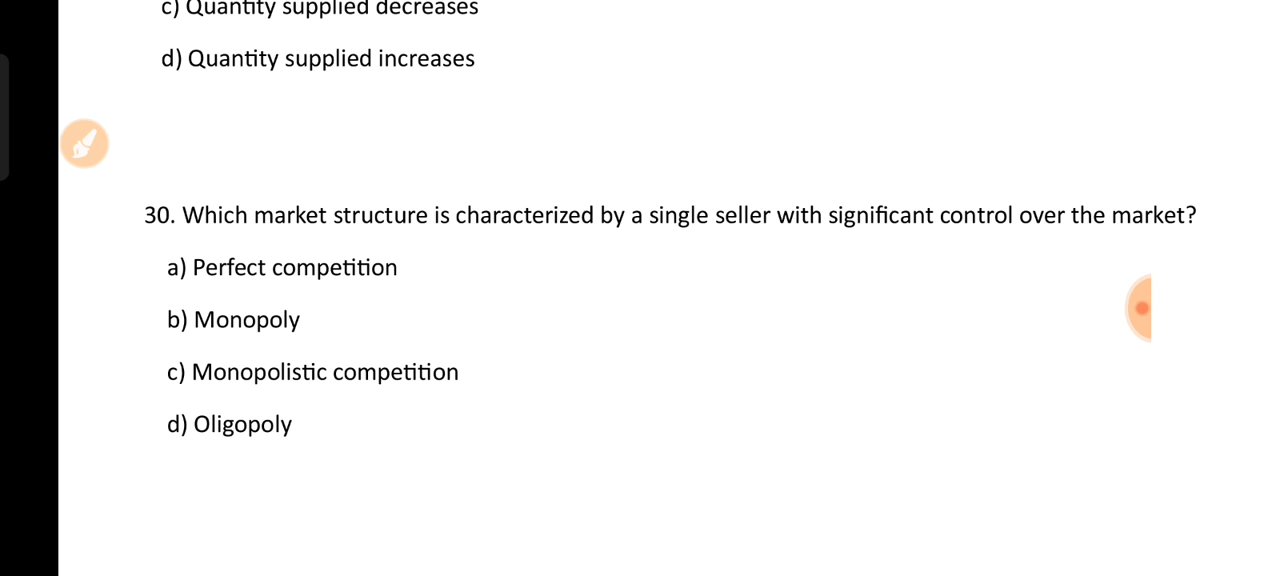 c) Quantity supplied decreases
d) Quantity supplied increases
30. Which market structure is characterized by a single seller with significant control over the market?
a) Perfect competition
b) Monopoly
c) Monopolistic competition
d) Oligopoly